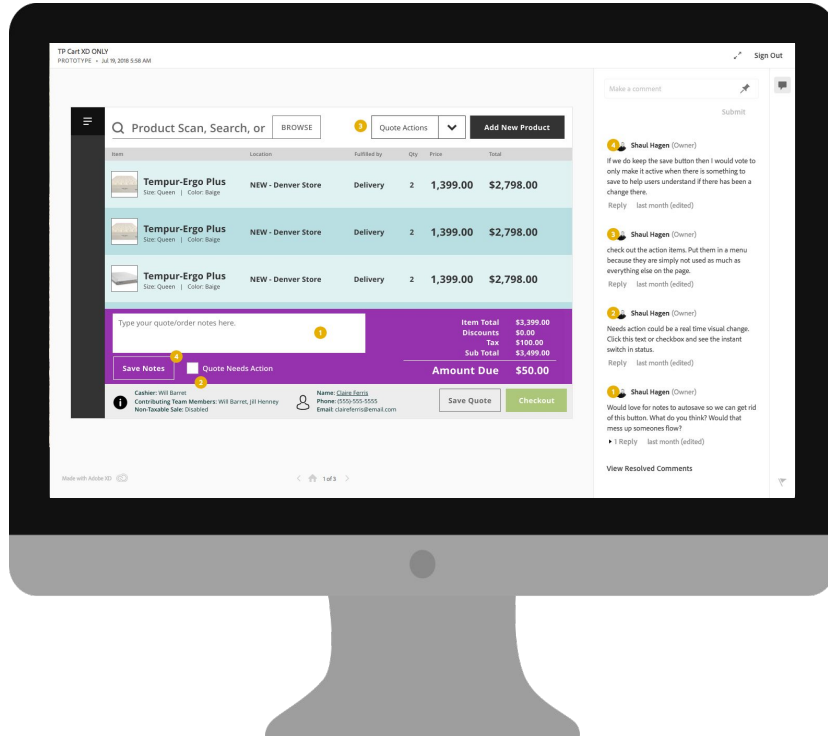 TP Cart XD ONLY
PROTOTYPE • Jul 19, 2018 5:58 AM
Sign Out
Product Scan, Search, or
BROWSE
3
Quote Actions
Add New Product
Item Location Fulfilled by Qty Price Total
Tempur-Ergo Plus
Size: Queen | Color: Baige
NEW - Denver Store Delivery 2 1,399.00 $2,798.00
Tempur-Ergo Plus
Size: Queen | Color: Baige
NEW - Denver Store Delivery 2 1,399.00 $2,798.00
Tempur-Ergo Plus
Size: Queen | Color: Baige
NEW - Denver Store Delivery 2 1,399.00 $2,798.00
Type your quote/order notes here.
1
Item Total $3,399.00
Discounts $0.00
Tax $100.00
Sub Total $3,499.00
Amount Due $50.00
4
Save Notes
Quote Needs Action
2
Cashier: Will Barret
Contributing Team Members: Will Barret, Jill Henney
Non-Taxable Sale: Disabled
Name: Claire Ferris
Phone: (555)-555-5555
Email: claireferris@email.com
Save Quote
Checkout
Made with Adobe XD
1 of 3
Make a comment
Submit
4 Shaul Hagen (Owner)
If we do keep the save button then I would vote to
only make it active when there is something to
save to help users understand if there has been a
change there.
Reply last month (edited)
3 Shaul Hagen (Owner)
check out the action items. Put them in a menu
because they are simply not used as much as
everything else on the page.
Reply last month (edited)
2 Shaul Hagen (Owner)
Needs action could be a real time visual change.
Click this text or checkbox and see the instant
switch in status.
Reply last month (edited)
1 Shaul Hagen (Owner)
Would love for notes to autosave so we can get rid
of this button. What do you think? Would that
mess up someones flow?
1 Reply last month (edited)
View Resolved Comments